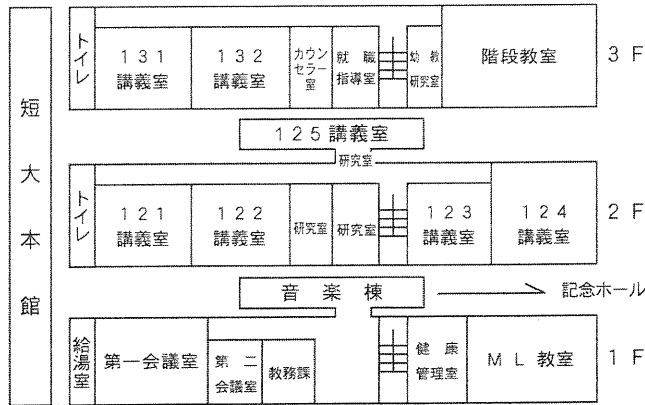 短大本館
トイレ
131
講義室
132
講義室
カウン
セラー
室
就職
指導室
幼教
研究室
階段教室
3F
125講義室
研究室
トイレ
121
講義室
122
講義室
研究室
研究室
123
講義室
124
講義室
2F
音楽棟
記念ホール
給湯室
第一会議室
第二
会議室
教務課
健康
管理室
ML教室
1F